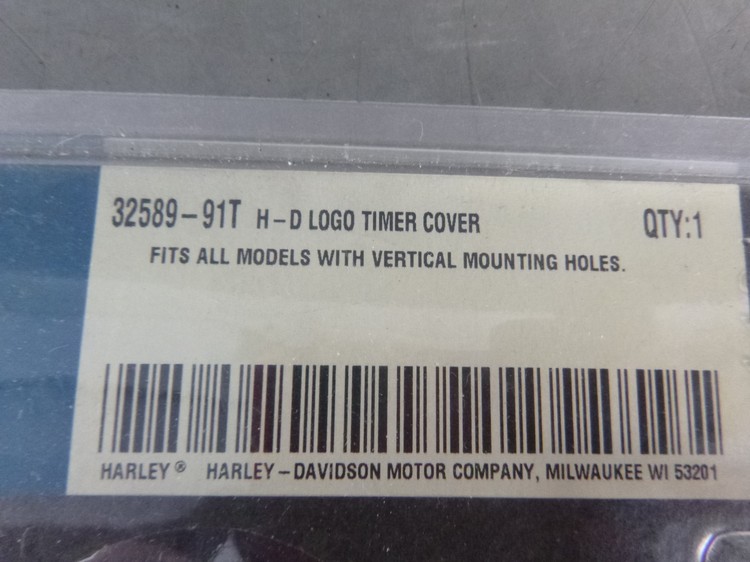 32589-91T H-D LOGO TIMER COVER QTY:1
FITS ALL MODELS WITH VERTICAL MOUNTING HOLES.
HARLEY® HARLEY-DAVIDSON MOTOR COMPANY, MILWAUKEE WI 53201